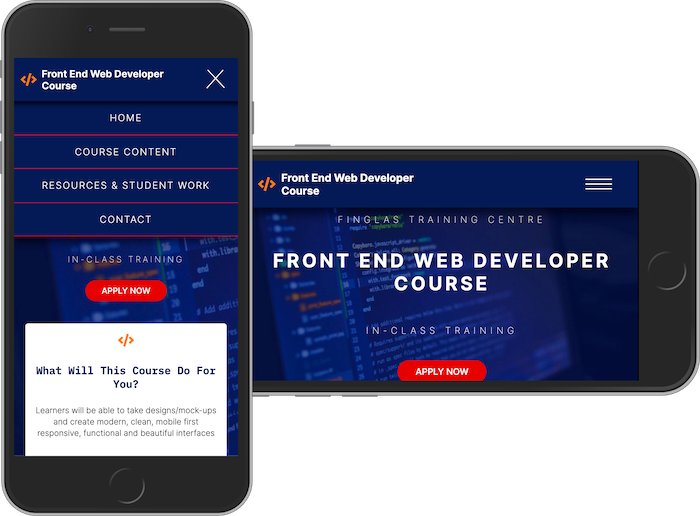 </> Front End Web Developer
Course
HOME
COURSE CONTENT
RESOURCES & STUDENT WORK
CONTACT
IN-CLASS TRAINING
APPLY NOW
</>
What Will This Course Do For
You?
Learners will be able to take designs/mock-ups
and create modern, clean, mobile first
responsive, functional and beautiful interfaces
</> Front End Web Developer
Course
FINGLAS TRAINING CENTRE
FRONT END WEB DEVELOPER
COURSE
IN-CLASS TRAINING
APPLY NOW